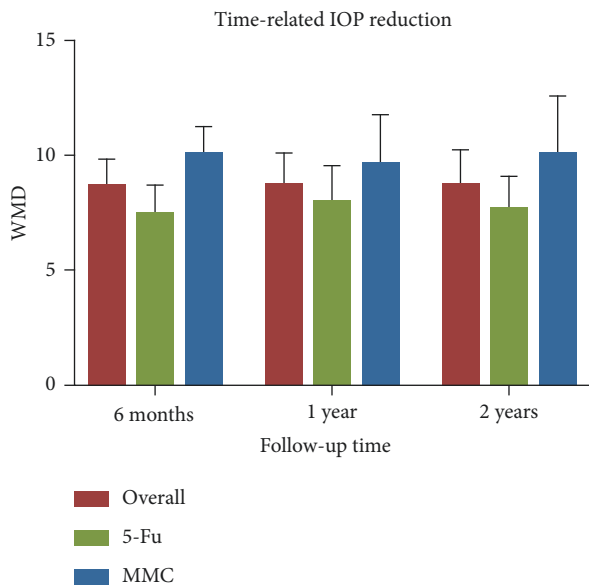 Time-related IOP reduction
15
10
5
0
WMD
6 months
1 year
2 years
Follow-up time
Overall
5-Fu
MMC